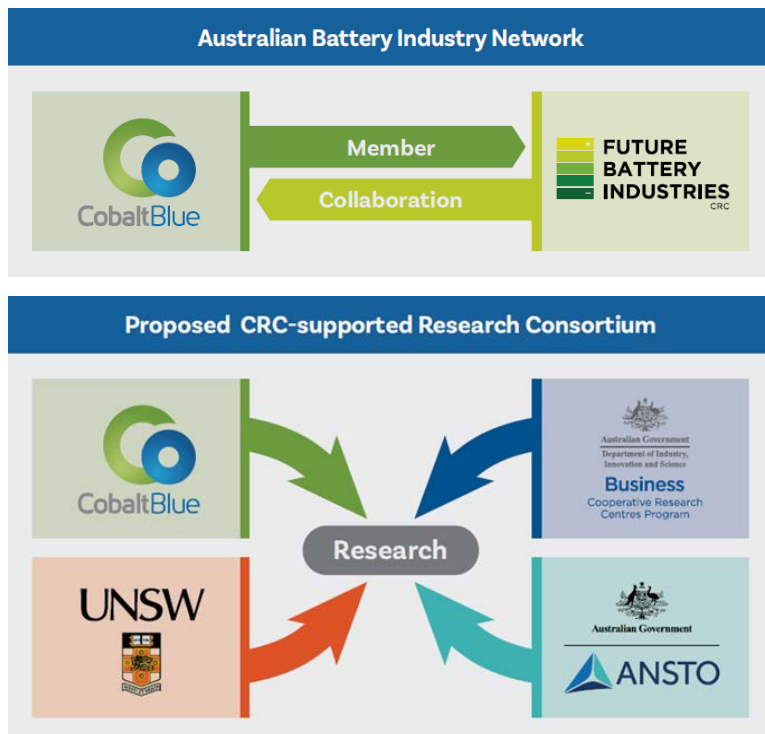 Australian Battery Industry Network
CobaltBlue
Member
Collaboration
FUTURE
BATTERY
INDUSTRIES
CRC
Proposed CRC-supported Research Consortium
CobaltBlue
Australian Government
Department of Industry,
Innovation and Science
Business
Cooperative Research
Centres Program
Research
UNSW
Australian Government
ANSTO